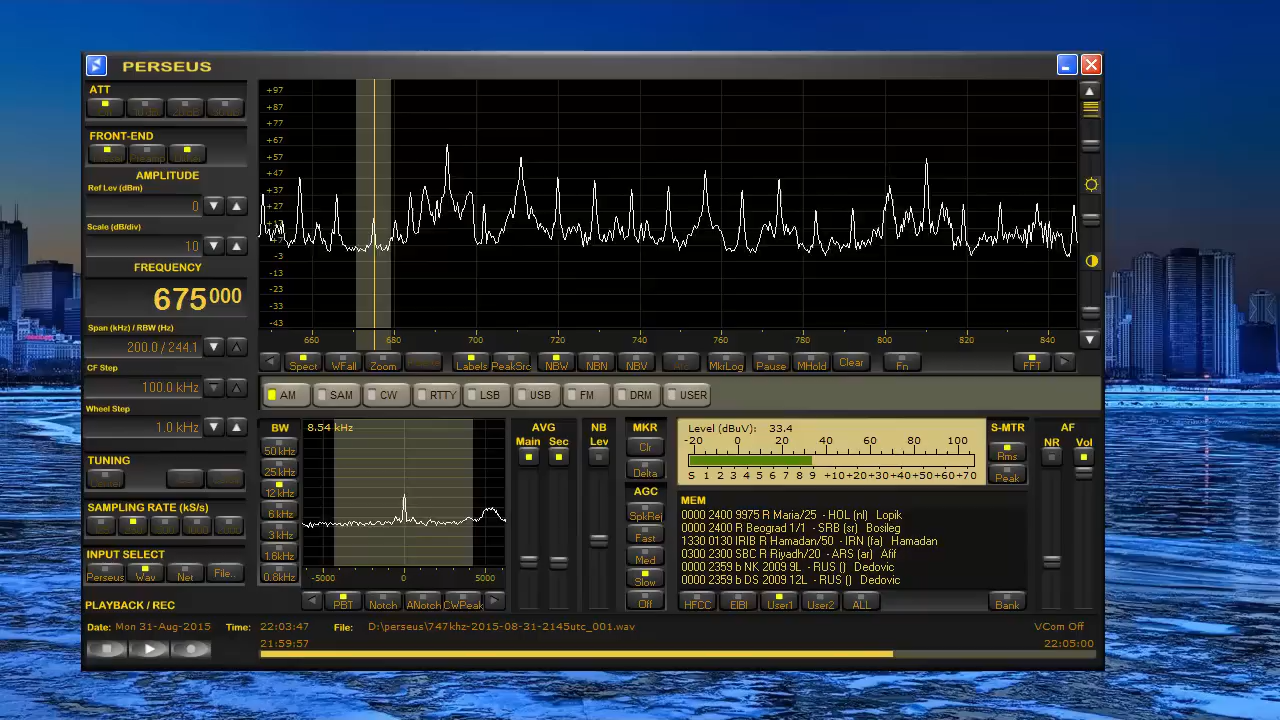 PERSEUS
ATT
FRONT-END
AMPLITUDE
Ref Lev (dBm)
0
Scale (dB/div)
10
FREQUENCY
675000
Span (kHz) / RBW (Hz)
200.0 / 244.1
CF Step
100.0 kHz
Wheel Step
1.0 kHz
TUNING
SAMPLING RATE (kS/s)
INPUT SELECT
Perseus Wav Net File..
+97
+87
+77
+67
+57
+47
+37
+27
+17
+7
-3
-13
-23
-33
-43
660 680 700 720 740 760 780 800 820 840
Spect WFall Zoom Labels PeakSrc NBW NBN NBV MkrLog Pause MHold Clear Fn FFT
AM SAM CW RTTY LSB USB FM DRM USER
BW 8.54 kHz
50kHz
25 kHz
12kHz
6 kHz
3 kHz
1.6kHz
0.8kHz
-5000 0 5000
PBT Notch ANotch CWPeak
AVG
Main Sec
NB
Lev
MKR
Clr
Delta
AGC
SpkRej
Fast
Med
Slow
Off
Level (dBuV): 33.4
-20 0 20 40 60 80 100
S 1 2 3 4 5 6 7 8 9 +10+20+30+40+50+60+70
S-MTR
Rms
Peak
AF
NR Vol
MEM
0000 2400 9975 R Maria/25 - HOL (nl) Lopik
0000 2400 R Beograd 1/1 - SRB (sr) Bosileg
1330 0130 IRIB R Hamadan/50 - IRN (fa) Hamadan
0300 2300 SBC R Riyadh/20 - ARS (ar) Afif
0000 2359 b NK 2009 9L - RUS () Dedovic
0000 2359 b DS 2009 12L - RUS () Dedovic
HFCC EIBI User1 User2 ALL Bank
PLAYBACK / REC
Date: Mon 31-Aug-2015 Time: 22:03:47 File: D:\perseus\747khz-2015-08-31-2145utc_001.wav VCom Off
21:59:57 22:05:00